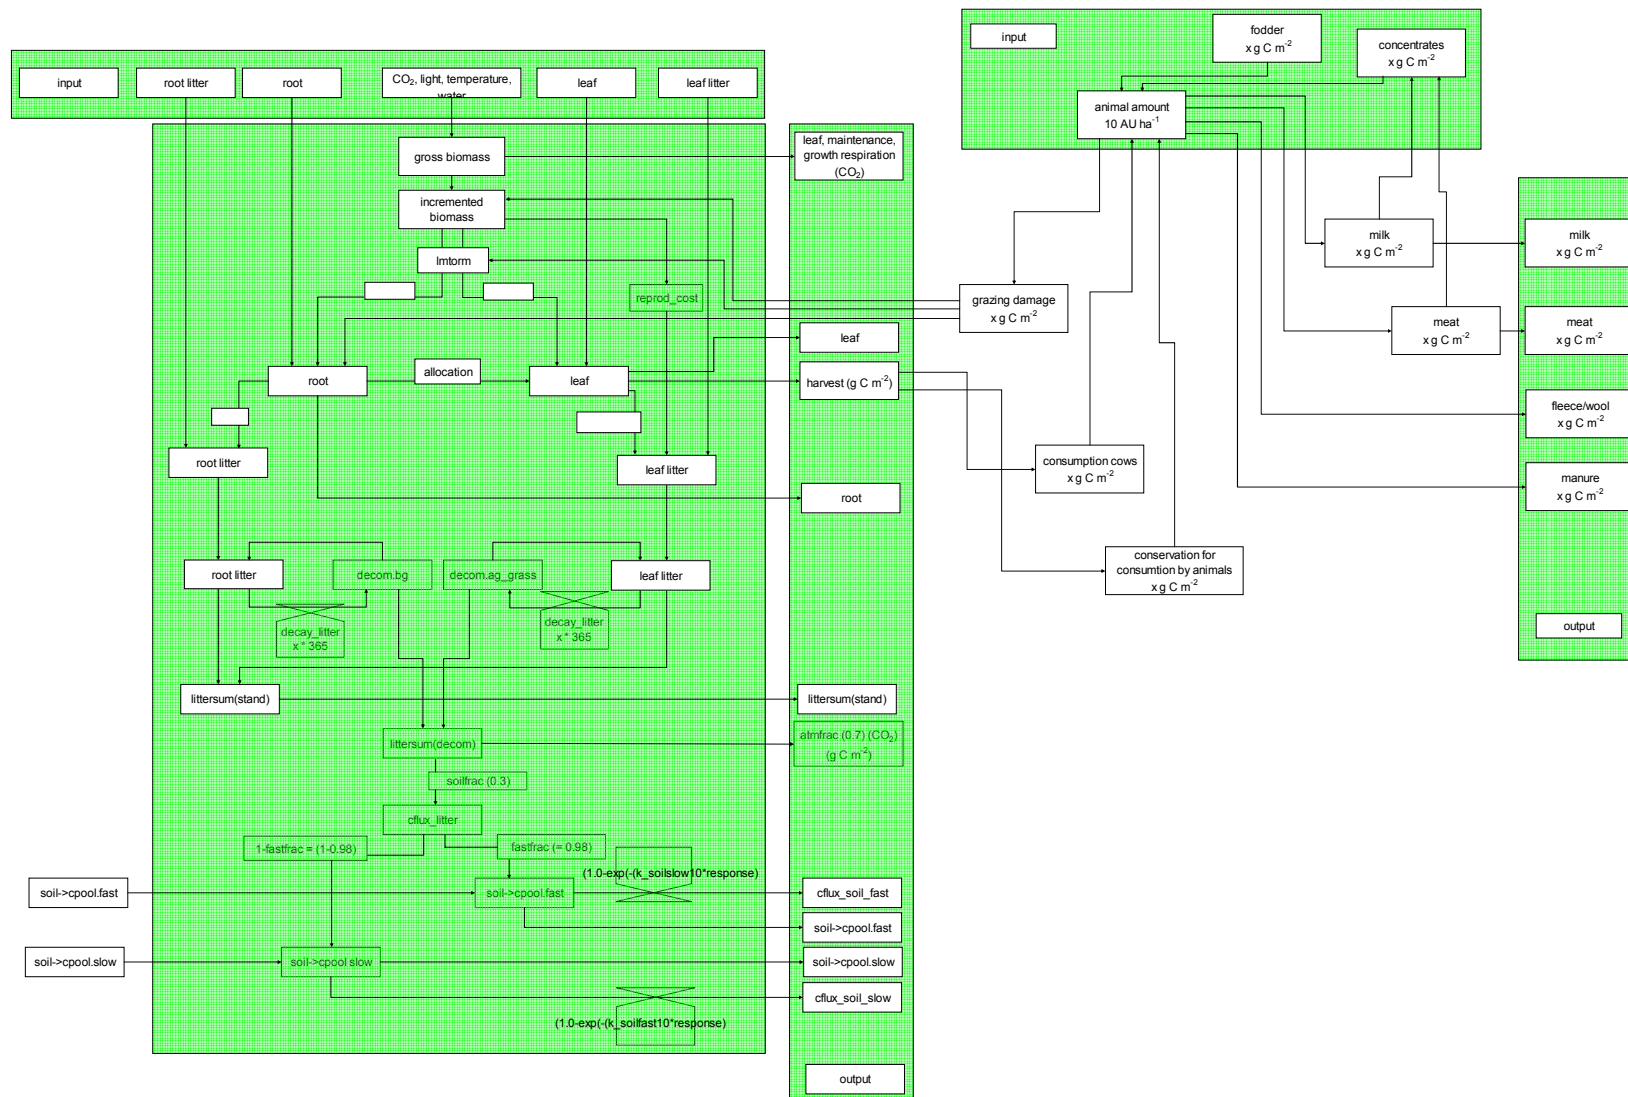 input
root litter
root
CO2, light, temperature,
water
leaf
leaf litter
input
fodder
x g C m-2
concentrates
x g C m-2
animal amount
10 AU ha-1
gross biomass
leaf, maintenance,
growth respiration
(CO2)
incremented
biomass
lmtorm
reprod_cost
grazing damage
x g C m-2
milk
x g C m-2
milk
x g C m-2
meat
x g C m-2
meat
x g C m-2
leaf
root
allocation
leaf
harvest (g C m-2)
fleece/wool
x g C m-2
root litter
leaf litter
consumption cows
x g C m-2
manure
x g C m-2
root
root litter
decom.bg
decom.ag_grass
leaf litter
conservation for
consumtion by animals
x g C m-2
decay_litter
x * 365
decay_litter
x * 365
output
littersum(stand)
littersum(stand)
littersum(decom)
atmfrac (0.7) (CO2)
(g C m-2)
soilfrac (0.3)
cflux_litter
1-fastfrac = (1-0.98)
fastfrac (= 0.98)
(1.0-exp(-(k_soilslow10*response)
soil->cpool.fast
soil->cpool.fast
cflux_soil_fast
soil->cpool.fast
soil->cpool.slow
soil->cpool slow
soil->cpool.slow
cflux_soil_slow
(1.0-exp(-(k_soilfast10*response)
output